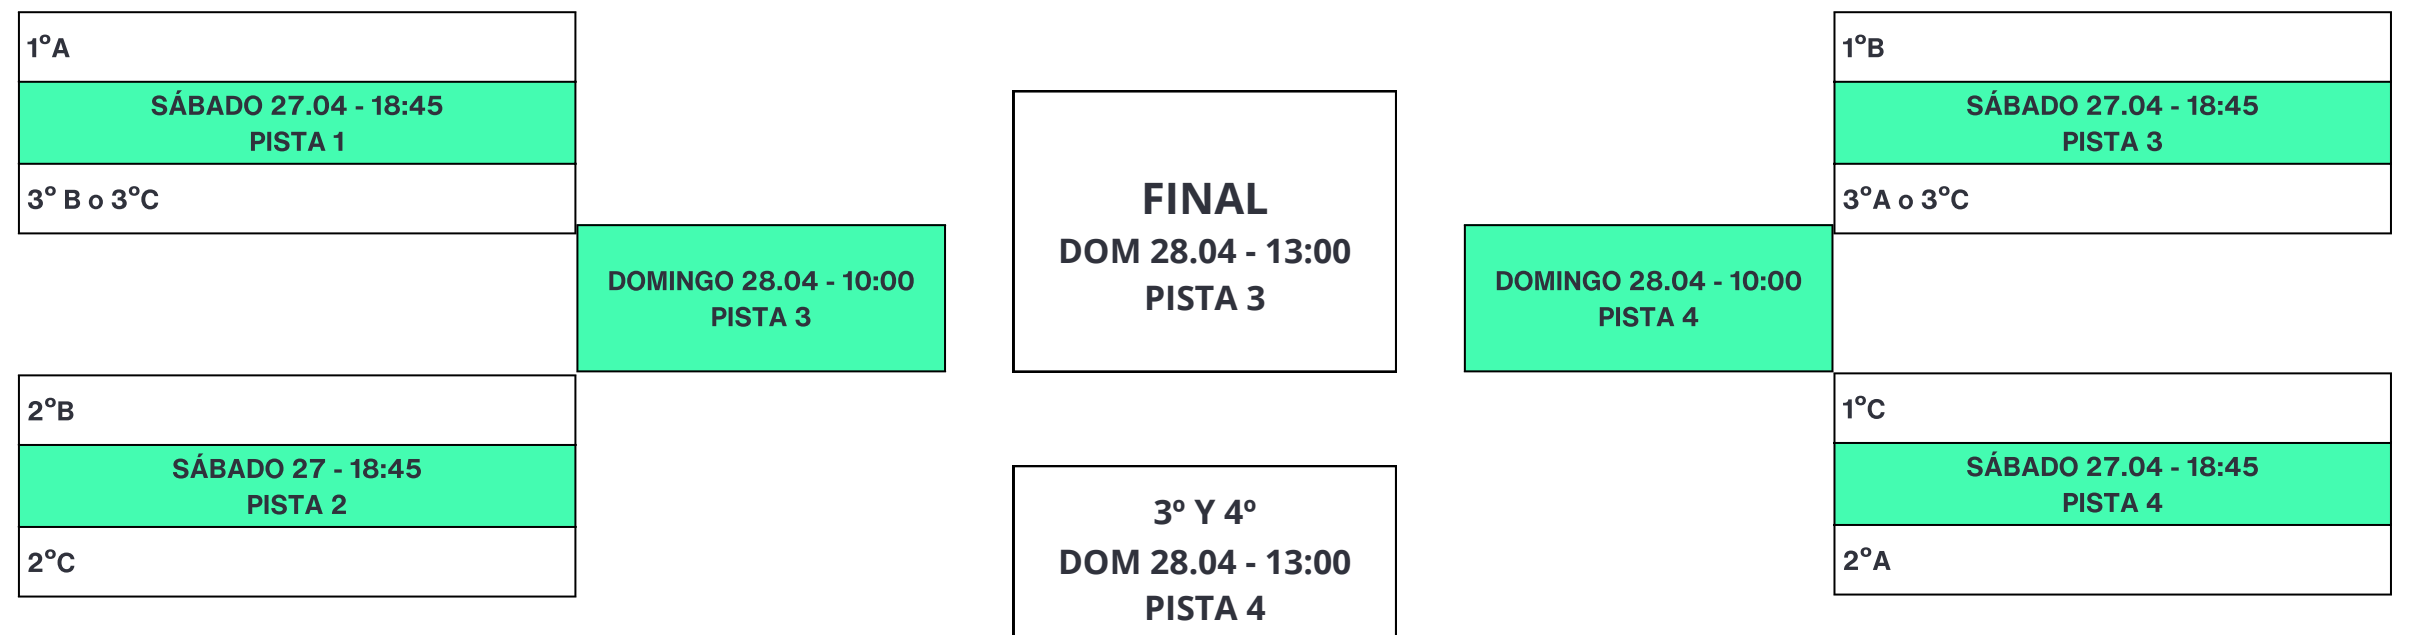 1ºA
SÁBADO 27.04 - 18:45
PISTA 1
3º B o 3ºC
DOMINGO 28.04 - 10:00
PISTA 3
2ºB
SÁBADO 27 - 18:45
PISTA 2
2ºC
FINAL
DOM 28.04 - 13:00
PISTA 3
3º Y 4º
DOM 28.04 - 13:00
PISTA 4
1ºB
SÁBADO 27.04 - 18:45
PISTA 3
3ºA o 3ºC
DOMINGO 28.04 - 10:00
PISTA 4
1ºC
SÁBADO 27.04 - 18:45
PISTA 4
2ºA